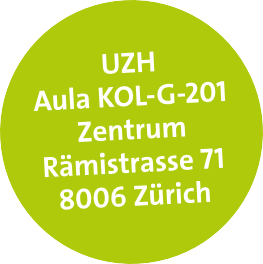 UZH
Aula KOL-G-201
Zentrum
Rämistrasse 71
8006 Zürich